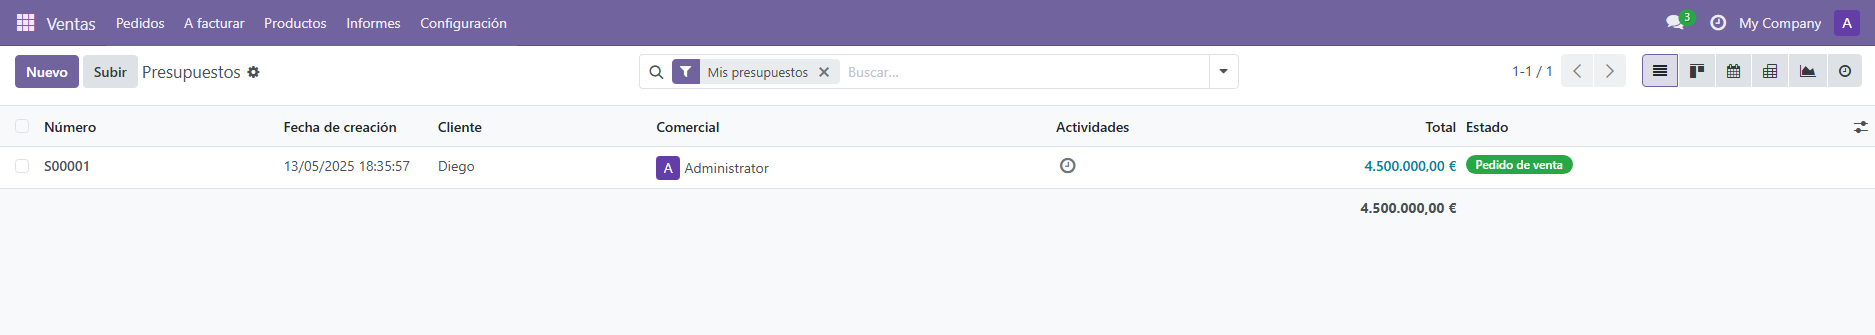 Ventas Pedidos A facturar Productos Informes Configuración 3 My Company A
Nuevo Subir Presupuestos Mis presupuestos Buscar... 1-1 / 1
Número Fecha de creación Cliente Comercial Actividades Total Estado
S00001 13/05/2025 18:35:57 Diego A Administrator 4.500.000,00 € Pedido de venta
4.500.000,00 €